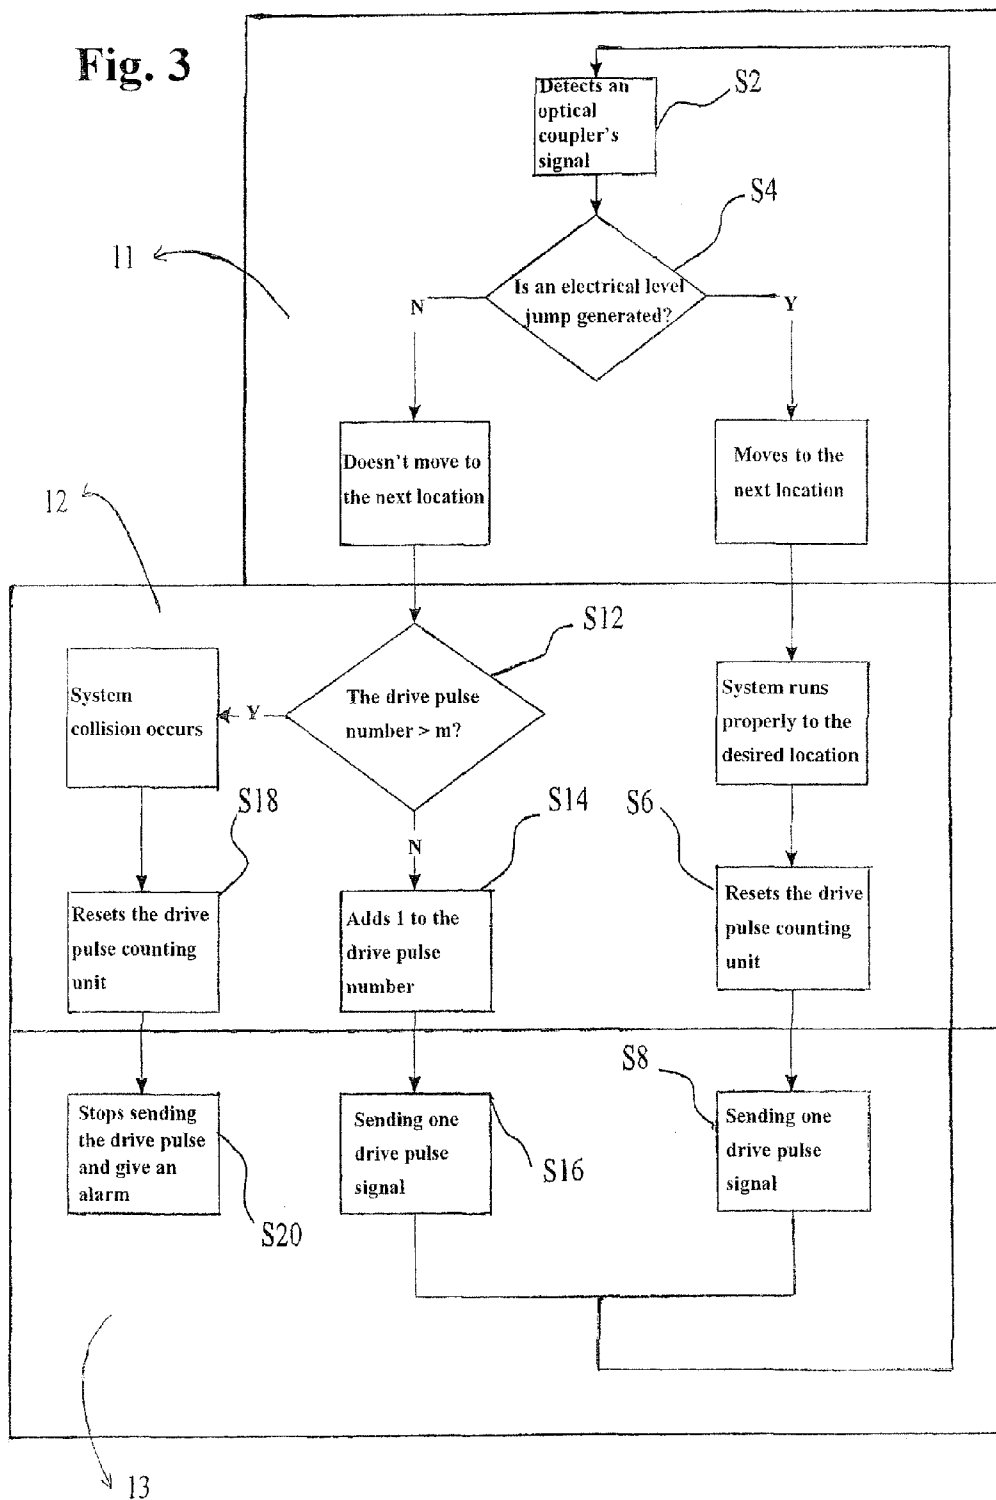 Fig. 3
Detects an
optical
coupler's
signal
S2
S4
11
Is an electrical level
jump generated?
N
Y
Doesn't move to
the next location
Moves to the
next location
12
S12
System
collision occurs
Y
The drive pulse
number > m?
System runs
properly to the
desired location
S18
N
S14
S6
Resets the drive
pulse counting
unit
Adds 1 to the
drive pulse
number
Resets the drive
pulse counting
unit
S8
Stops sending
the drive pulse
and give an
alarm
Sending one
drive pulse
signal
Sending one
drive pulse
signal
S16
S20
13